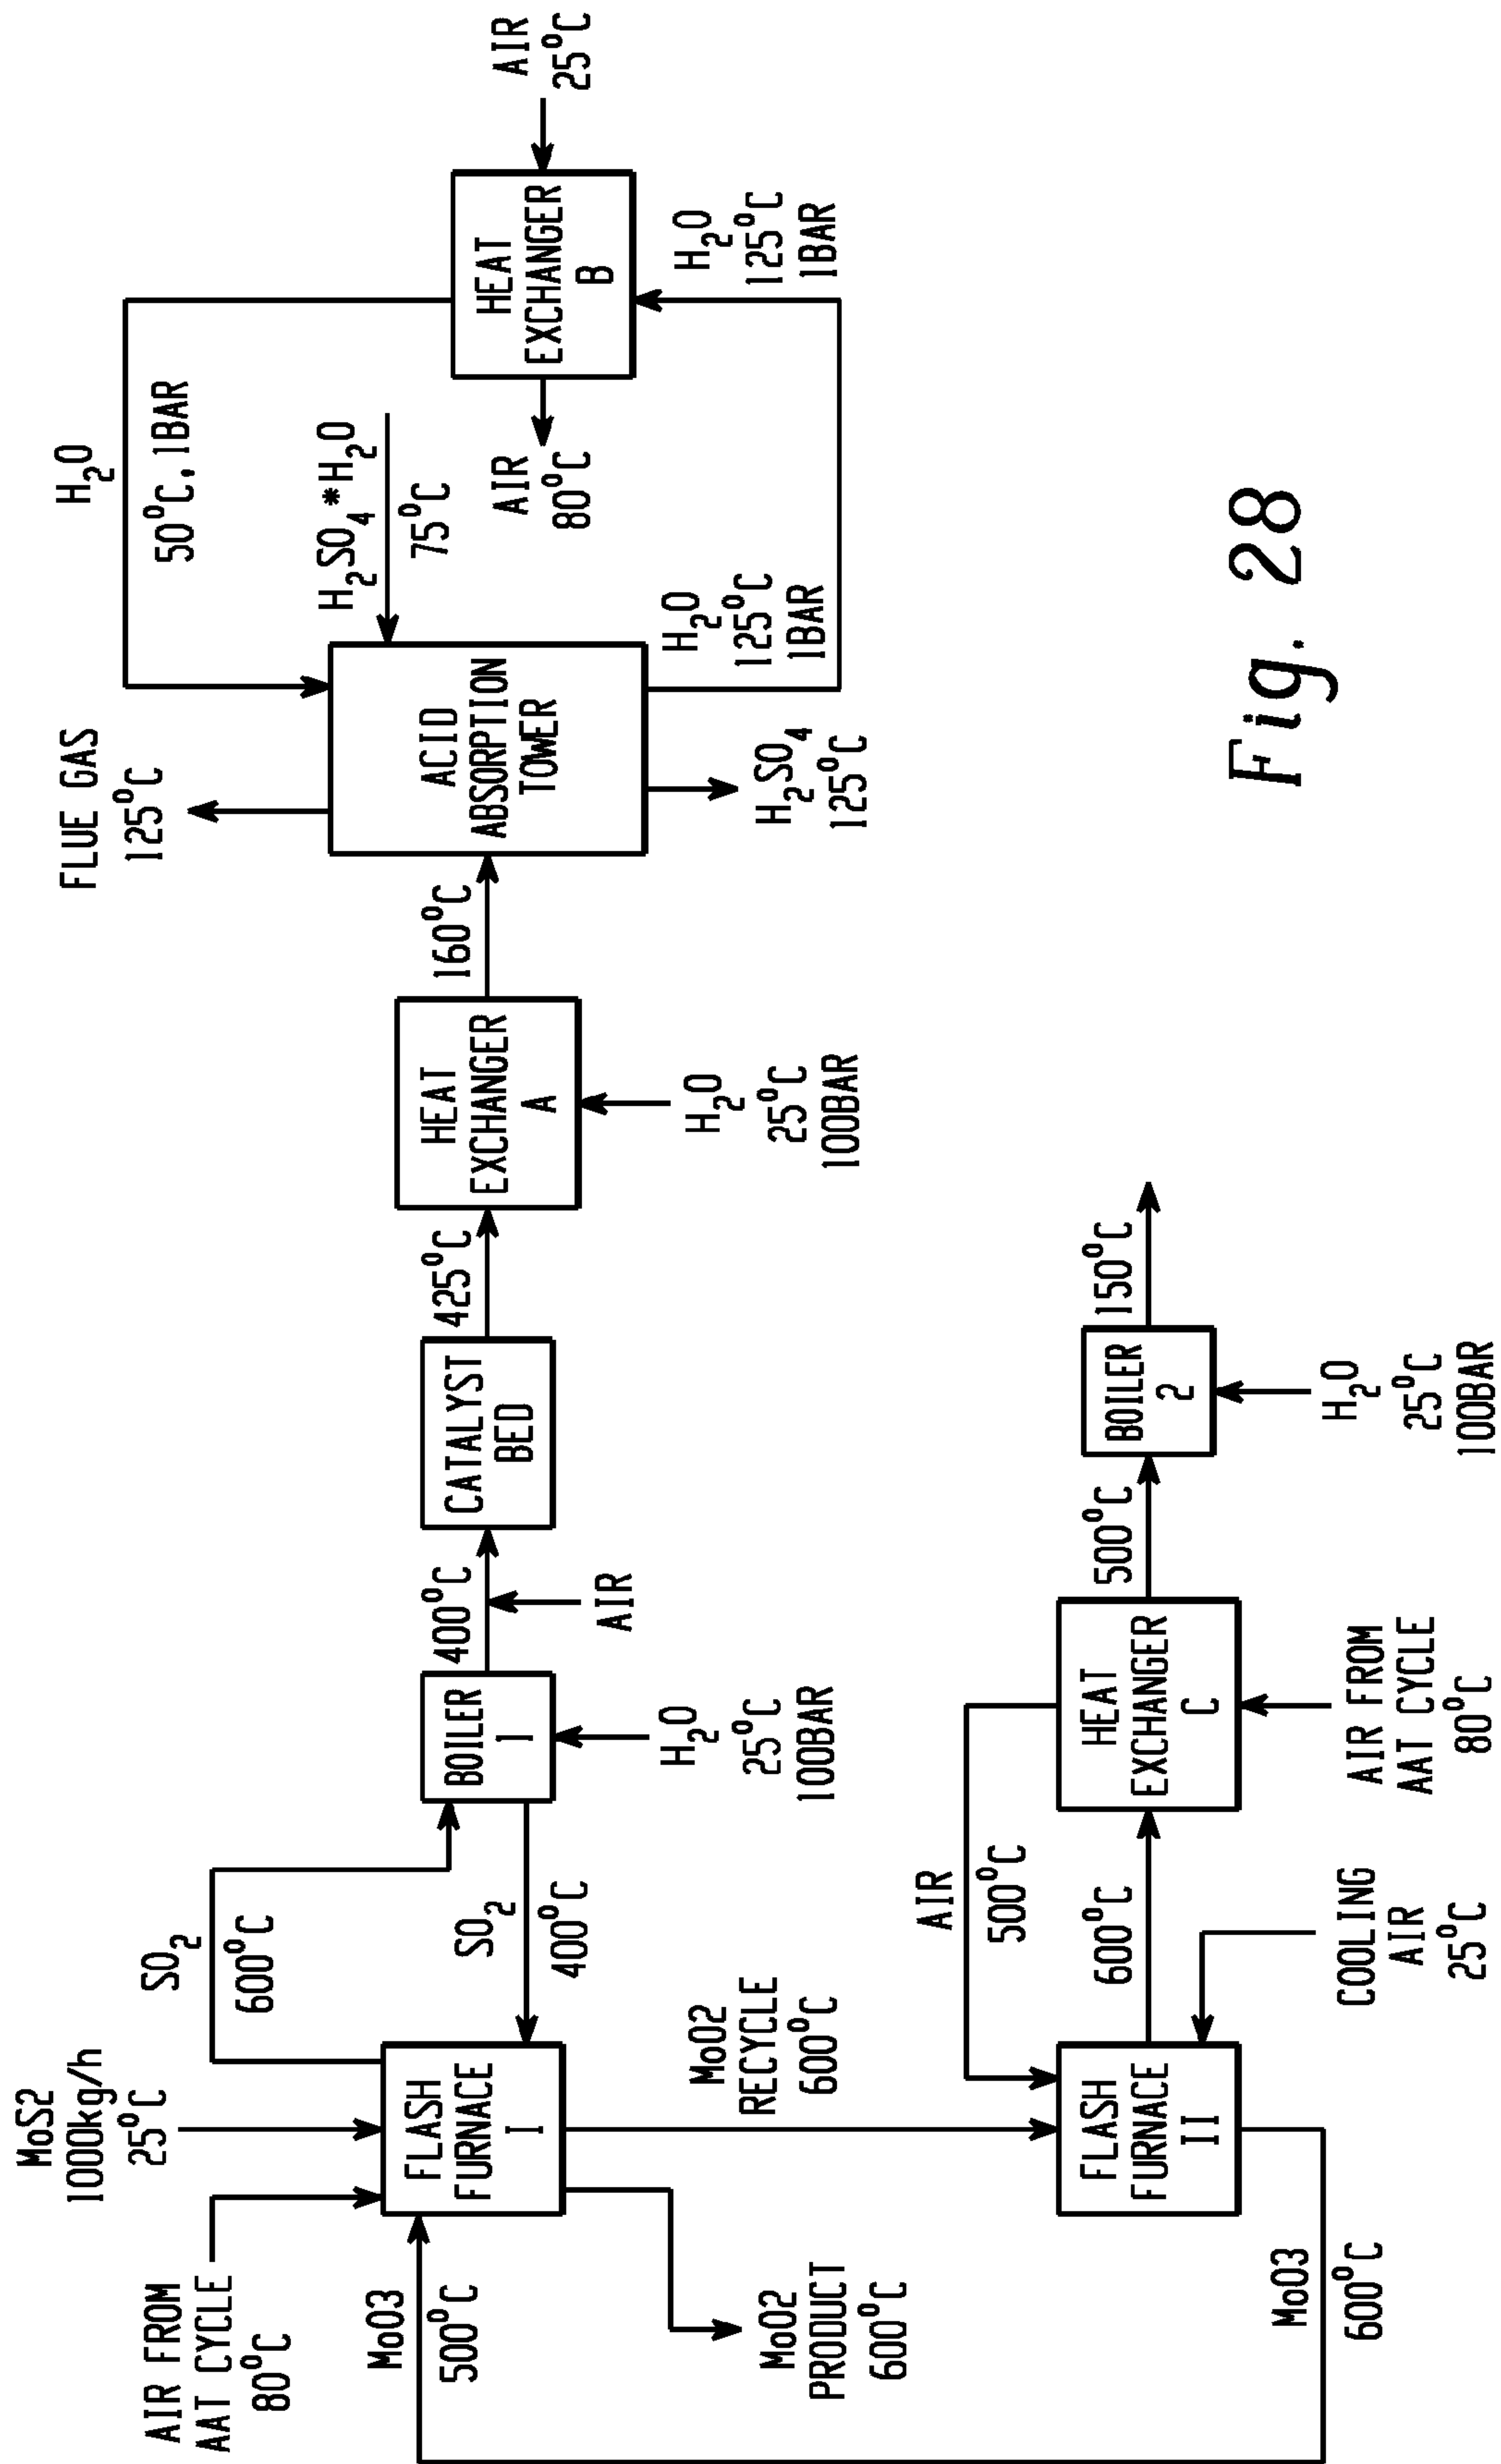 MoS2
1000kg/h
25°C
AIR FROM
AAT CYCLE
80°C
SO2
600°C
FLASH
FURNACE
I
MoO3
500°C
MoO2
PRODUCT
600°C
SO2
400°C
BOILER
1
H2O
25°C
100BAR
400°C
AIR
CATALYST
BED
425°C
HEAT
EXCHANGER
A
H2O
25°C
100BAR
160°C
FLUE GAS
125°C
ACID
ABSORPTION
TOWER
H2SO4
125°C
H2O
125°C
1BAR
H2O
50°C, 1BAR
H2SO4*H2O
75°C
HEAT
EXCHANGER
B
AIR
80°C
AIR
25°C
H2O
125°C
1BAR
MoO2
RECYCLE
600°C
FLASH
FURNACE
II
MoO3
600°C
AIR
500°C
600°C
COOLING
AIR
25°C
HEAT
EXCHANGER
C
AIR FROM
AAT CYCLE
80°C
500°C
BOILER
2
H2O
25°C
100BAR
150°C
Fig. 28